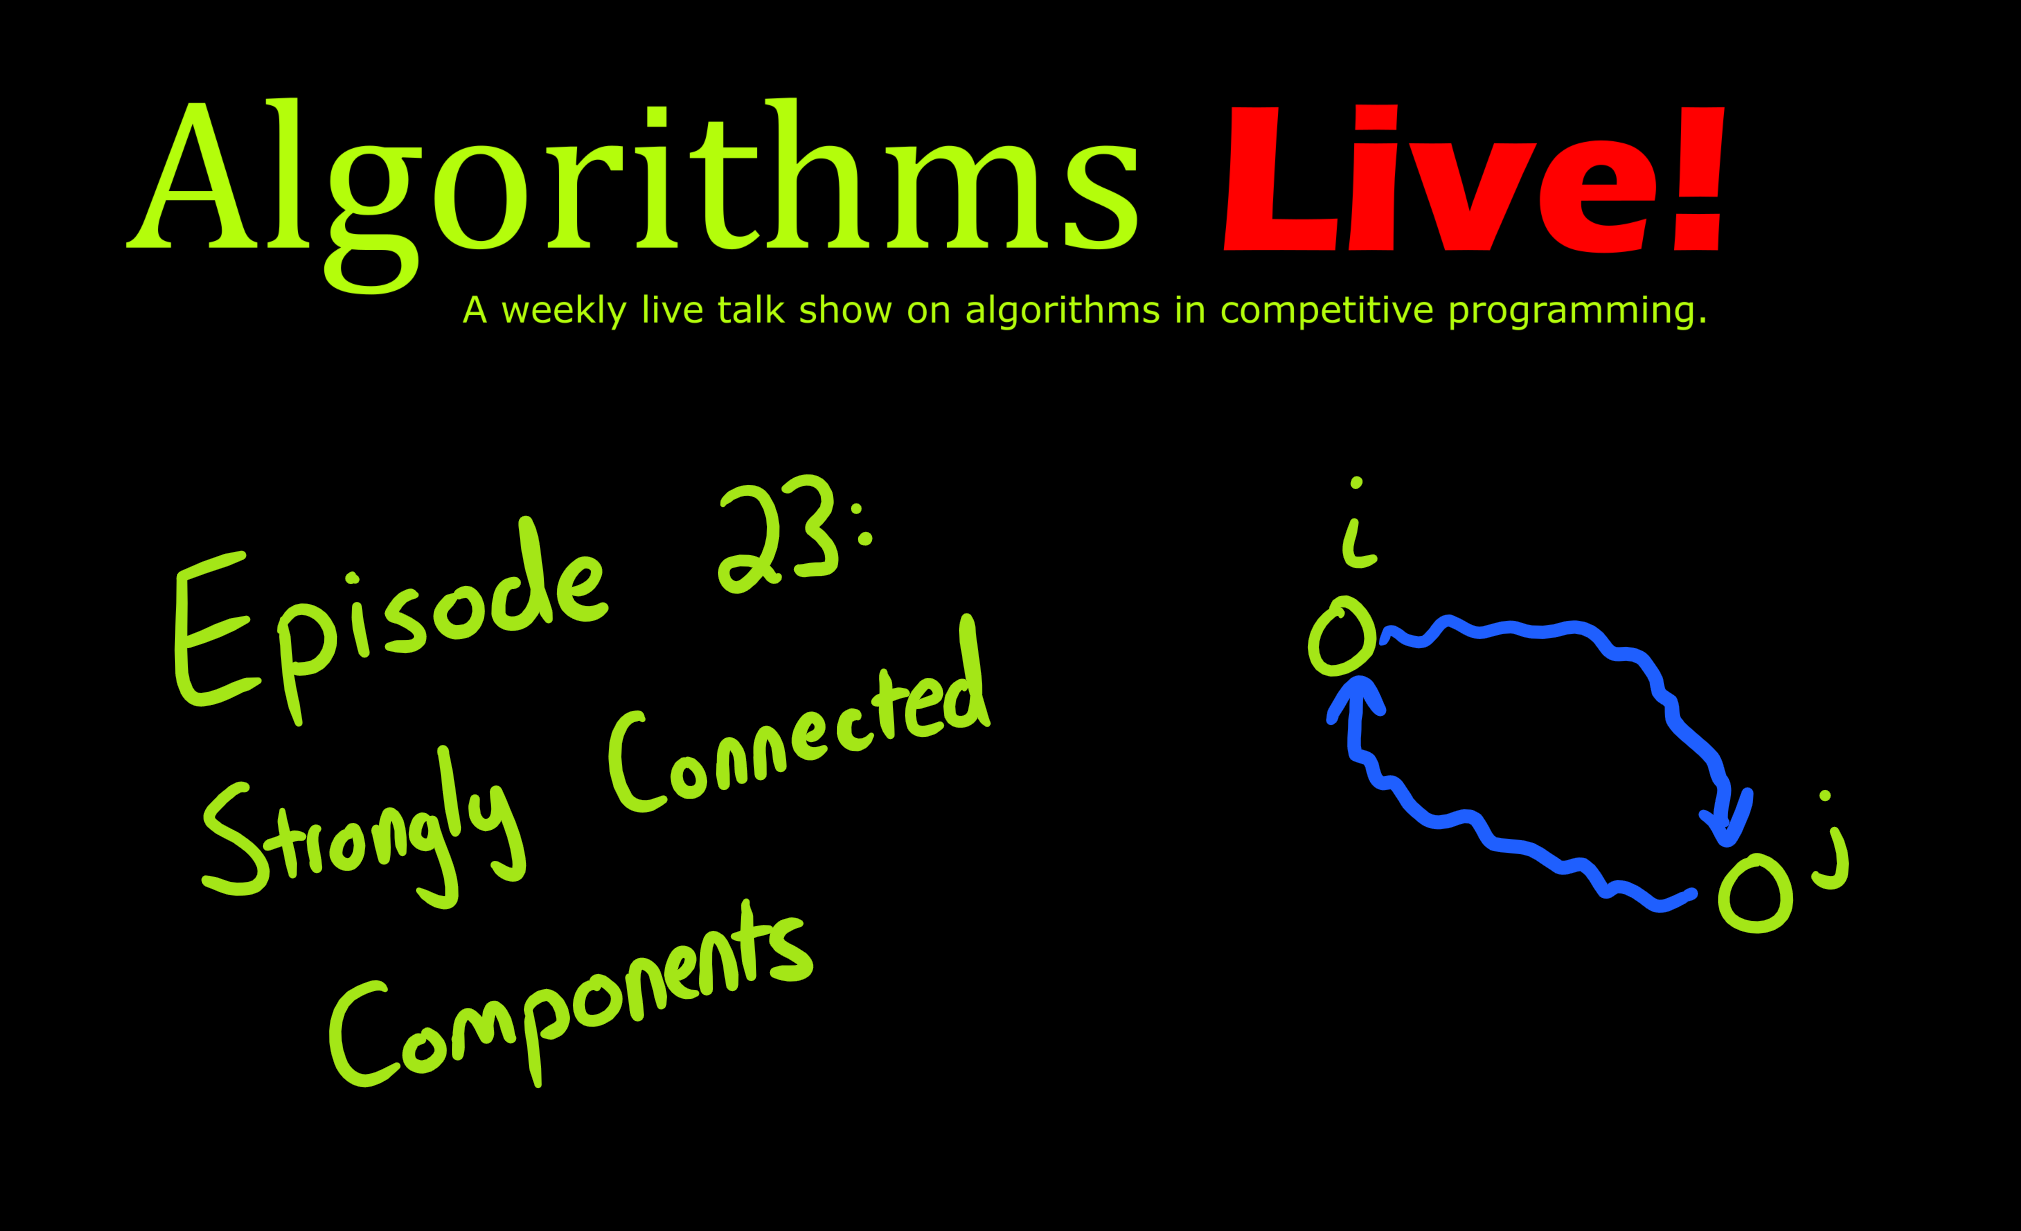 Algorithms Live!
A weekly live talk show on algorithms in competitive programming.
Episode 23:
Strongly Connected
Components
i
j